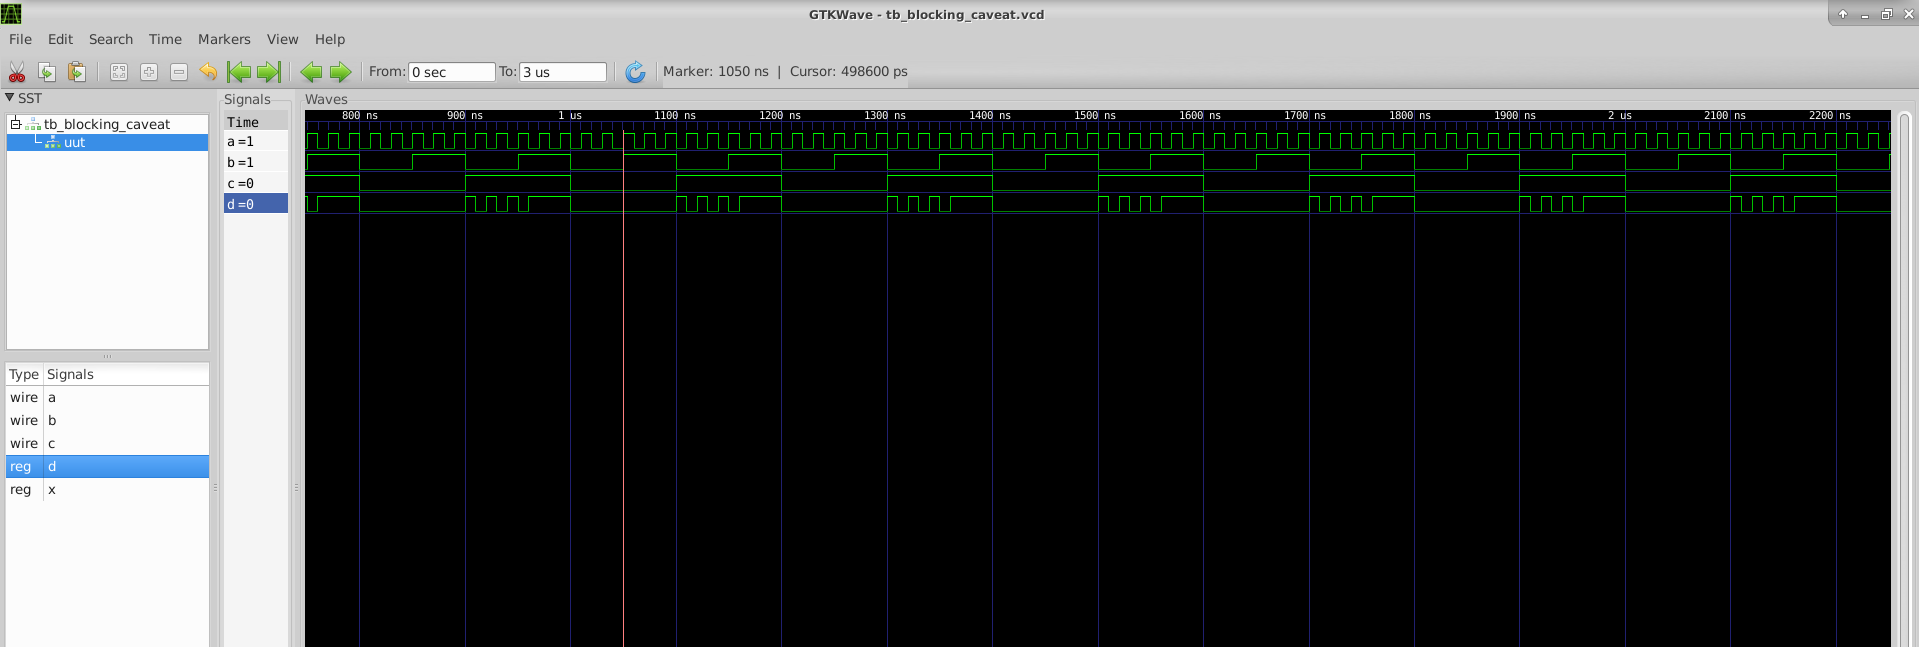 GTKWave - tb_blocking_caveat.vcd
File Edit Search Time Markers View Help
From: 0 sec To: 3 us Marker: 1050 ns | Cursor: 498600 ps
SST
tb_blocking_caveat
uut
Type Signals
wire a
wire b
wire c
reg d
reg x
Signals
Time
a =1
b =1
c =0
d =0
Waves
800 ns 900 ns 1 us 1100 ns 1200 ns 1300 ns 1400 ns 1500 ns 1600 ns 1700 ns 1800 ns 1900 ns 2 us 2100 ns 2200 ns